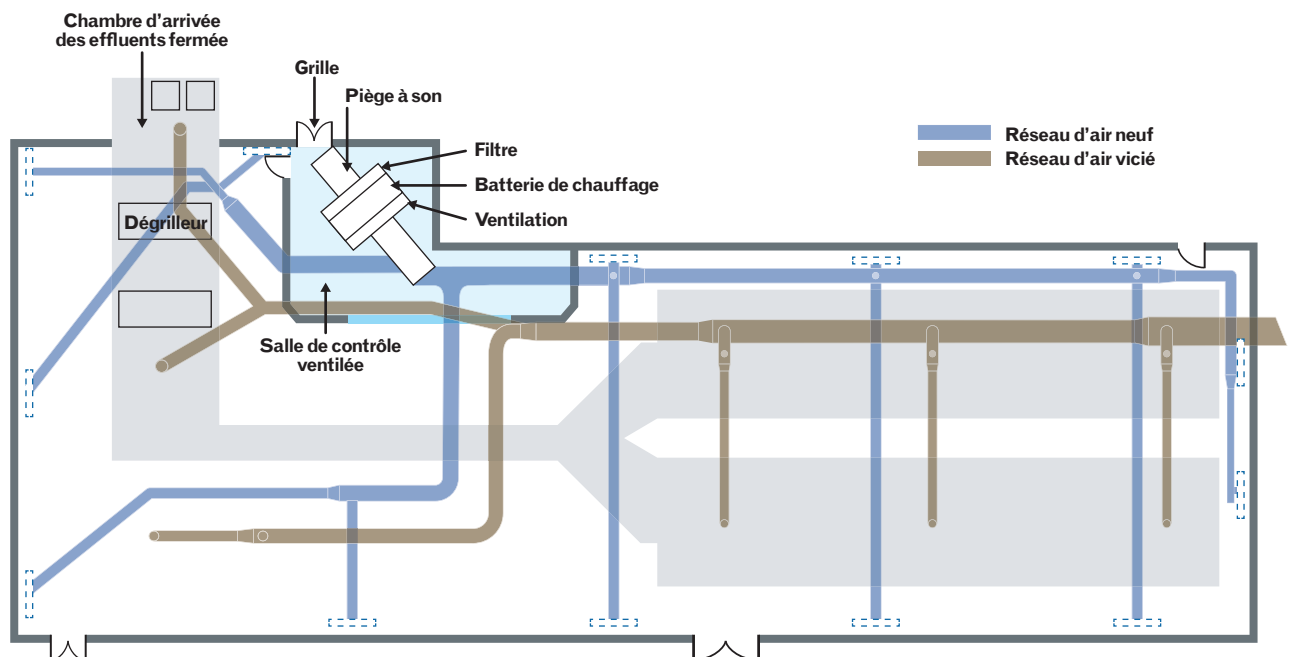 Chambre d’arrivée
des effluents fermée
Grille
Piège à son
Filtre
Batterie de chauffage
Ventilation
Réseau d’air neuf
Réseau d’air vicié
Dégrilleur
Salle de contrôle
ventilée